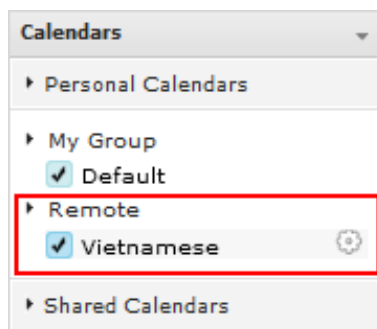 Calendars
Personal Calendars
My Group
Default
Remote
Vietnamese
Shared Calendars